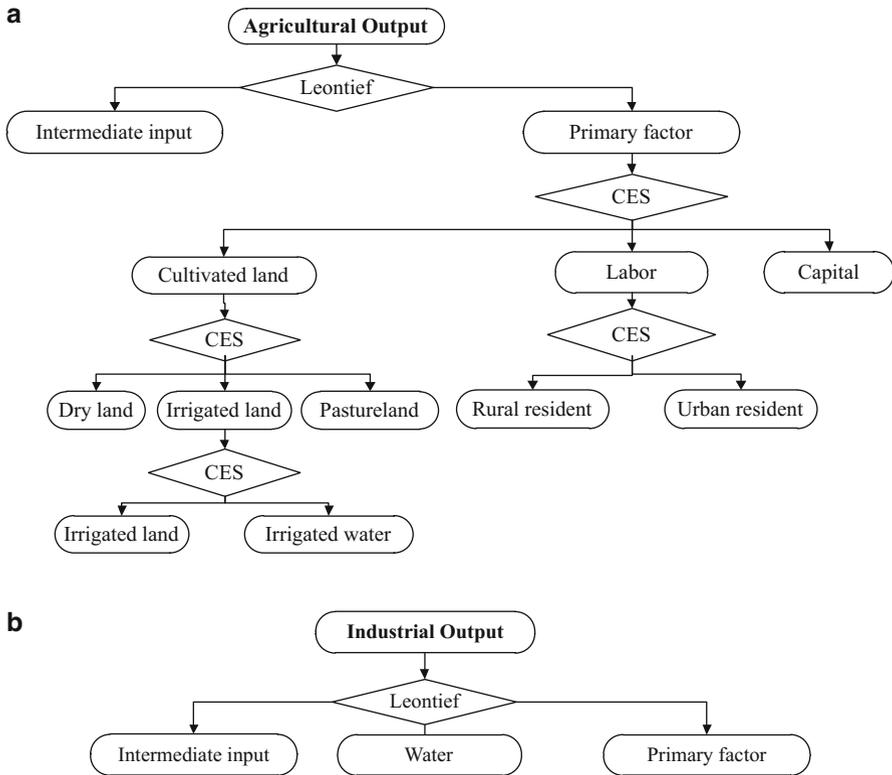 a
Agricultural Output
Leontief
Intermediate input
Primary factor
CES
Cultivated land
Labor
Capital
CES
CES
Dry land
Irrigated land
Pastureland
Rural resident
Urban resident
CES
Irrigated land
Irrigated water
b
Industrial Output
Leontief
Intermediate input
Water
Primary factor